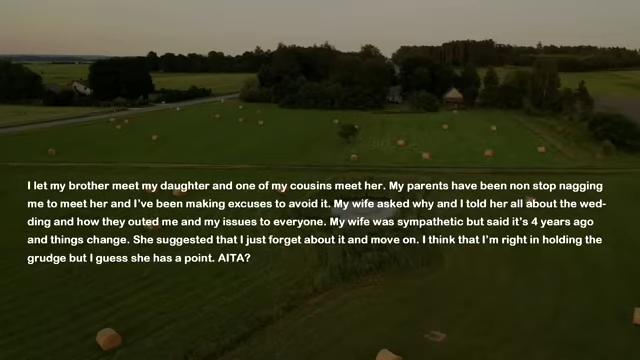 I let my brother meet my daughter and one of my cousins meet her. My parents have been non stop nagging
me to meet her and I've been making excuses to avoid it. My wife asked why and I told her all about the wed-
ding and how they outed me and my issues to everyone. My wife was sympathetic but said it's 4 years ago
and things change. She suggested that I just forget about it and move on. I think that I'm right in holding the
grudge but I guess she has a point. AITA?